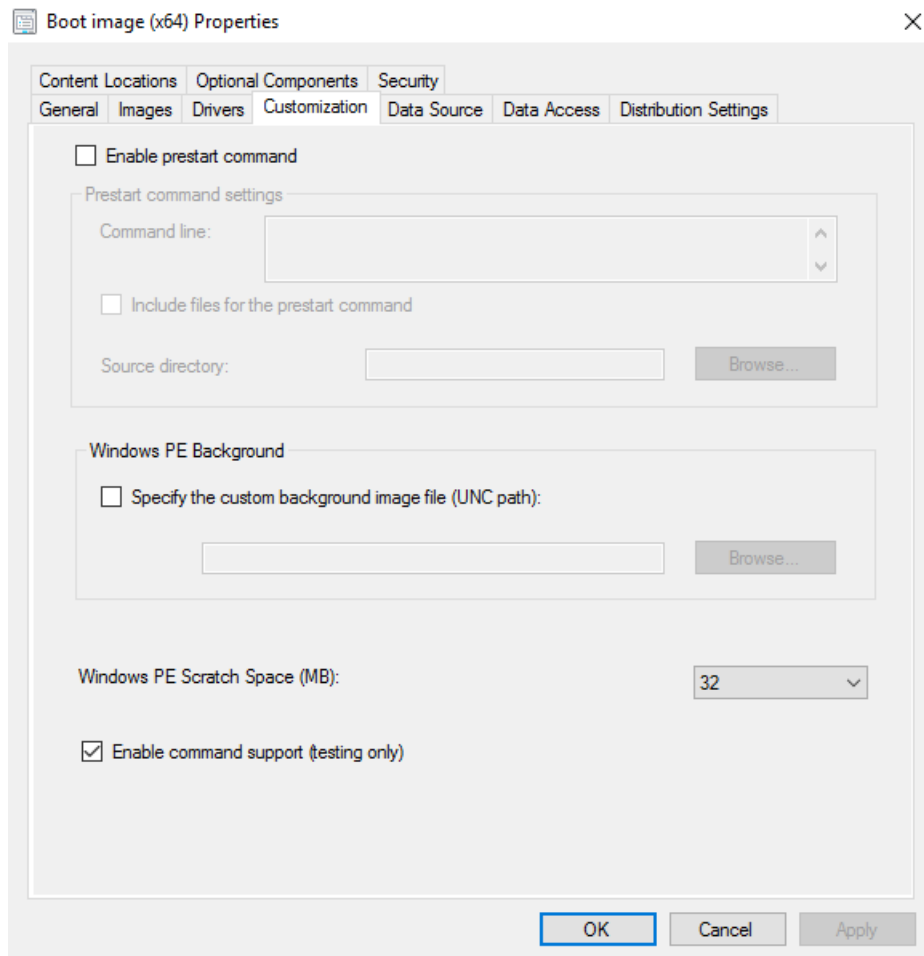 Boot image (x64) Properties
Content Locations Optional Components Security
General Images Drivers Customization Data Source Data Access Distribution Settings
Enable prestart command
Prestart command settings
Command line:
Include files for the prestart command
Source directory: Browse...
Windows PE Background
Specify the custom background image file (UNC path):
Browse...
Windows PE Scratch Space (MB): 32
Enable command support (testing only)
OK Cancel Apply